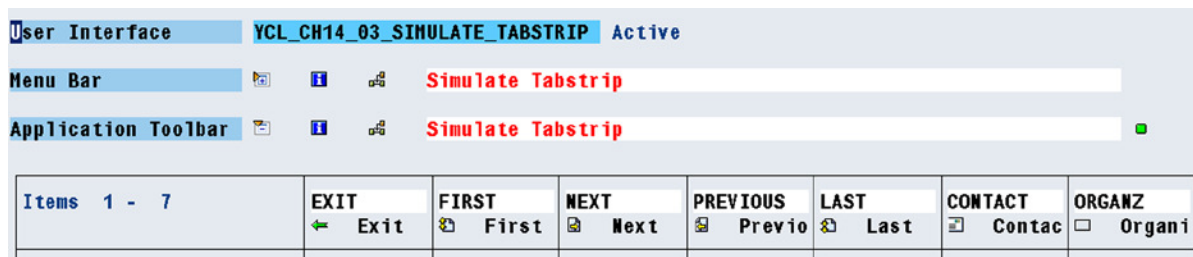 User Interface YCL_CH14_03_SIMULATE_TABSTRIP Active
Menu Bar Simulate Tabstrip
Application Toolbar Simulate Tabstrip
Items 1 - 7 EXIT FIRST NEXT PREVIOUS LAST CONTACT ORGANZ
Exit First Next Previo Last Contac Organi